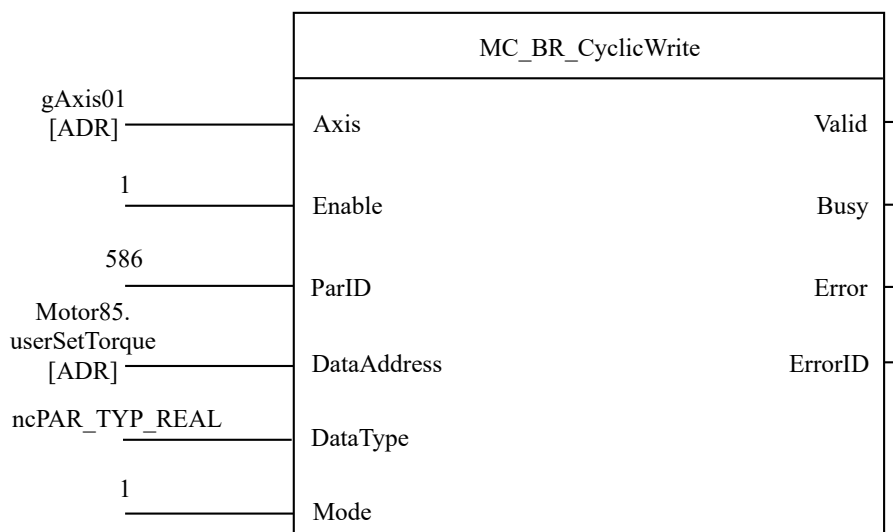 MC_BR_CyclicWrite
gAxis01
[ADR]
Axis
Valid
1
Enable
Busy
586
ParID
Error
Motor85.
userSetTorque
[ADR]
DataAddress
ErrorID
ncPAR_TYP_REAL
DataType
1
Mode